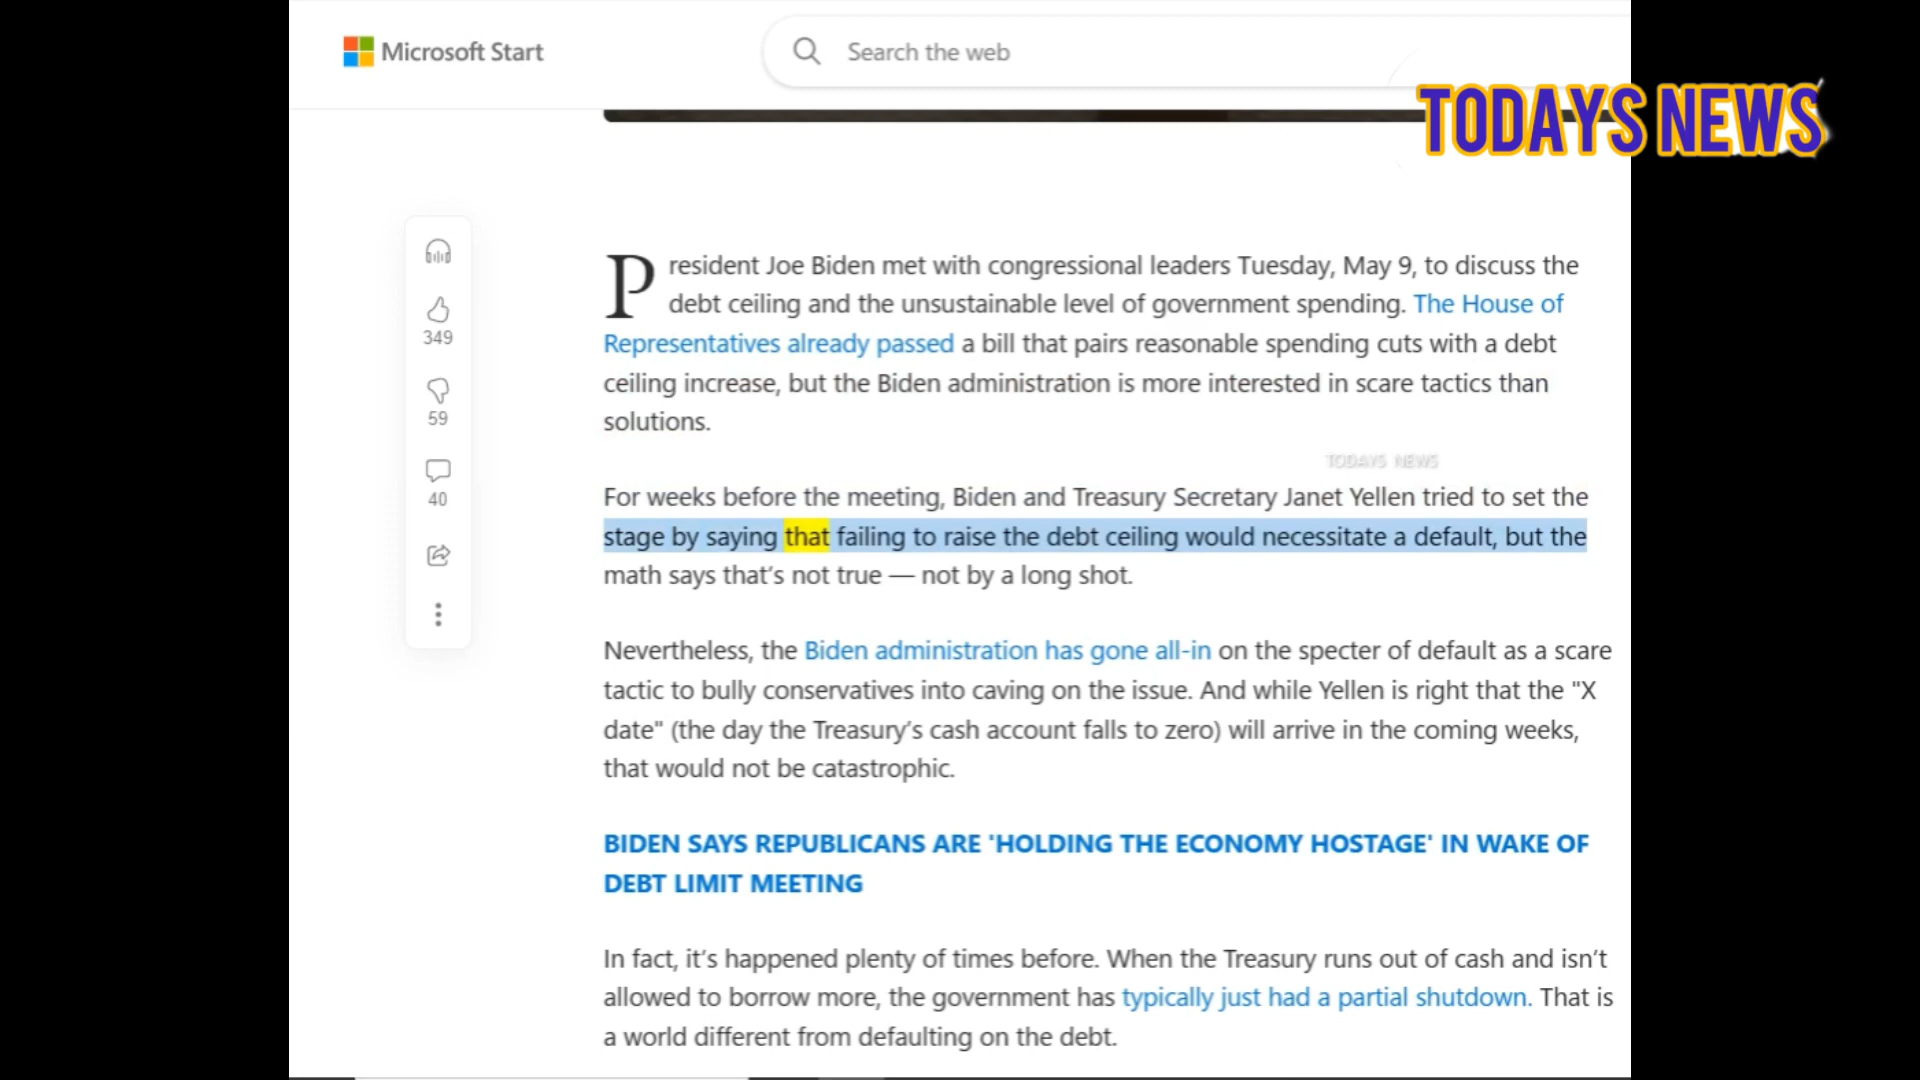 Microsoft Start
Search the web
TODAYS NEWS
President Joe Biden met with congressional leaders Tuesday, May 9, to discuss the
debt ceiling and the unsustainable level of government spending. The House of
Representatives already passed a bill that pairs reasonable spending cuts with a debt
ceiling increase, but the Biden administration is more interested in scare tactics than
solutions.
349
59
40
TODAYS NEWS
For weeks before the meeting, Biden and Treasury Secretary Janet Yellen tried to set the
stage by saying that failing to raise the debt ceiling would necessitate a default, but the
math says that’s not true — not by a long shot.
Nevertheless, the Biden administration has gone all-in on the specter of default as a scare
tactic to bully conservatives into caving on the issue. And while Yellen is right that the "X
date" (the day the Treasury’s cash account falls to zero) will arrive in the coming weeks,
that would not be catastrophic.
BIDEN SAYS REPUBLICANS ARE 'HOLDING THE ECONOMY HOSTAGE' IN WAKE OF
DEBT LIMIT MEETING
In fact, it’s happened plenty of times before. When the Treasury runs out of cash and isn’t
allowed to borrow more, the government has typically just had a partial shutdown. That is
a world different from defaulting on the debt.